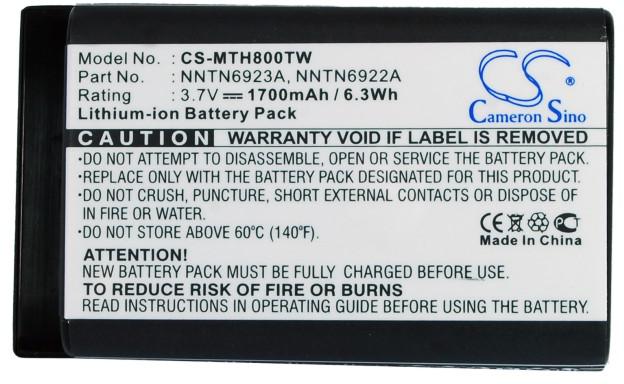 Model No. : CS-MTH800TW
Part No. : NNTN6923A, NNTN6922A
Rating : 3.7V 1700mAh / 6.3Wh
Lithium-ion Battery Pack
CS
®
Cameron Sino
CAUTION WARRANTY VOID IF LABEL IS REMOVED
•DO NOT ATTEMPT TO DISASSEMBLE, OPEN OR SERVICE THE BATTERY PACK.
•REPLACE ONLY WITH THE BATTERY PACK DESIGNATED FOR THIS PRODUCT.
•DO NOT CRUSH, PUNCTURE, SHORT EXTERNAL CONTACTS OR DISPOSE OF
IN FIRE OR WATER.
•DO NOT STORE ABOVE 60°C (140°F).
CE
Made In China
ATTENTION!
NEW BATTERY PACK MUST BE FULLY CHARGED BEFORE USE
TO REDUCE RISK OF FIRE OR BURNS
READ INSTRUCTIONS IN OPERATING GUIDE BEFORE USING BATTERY.